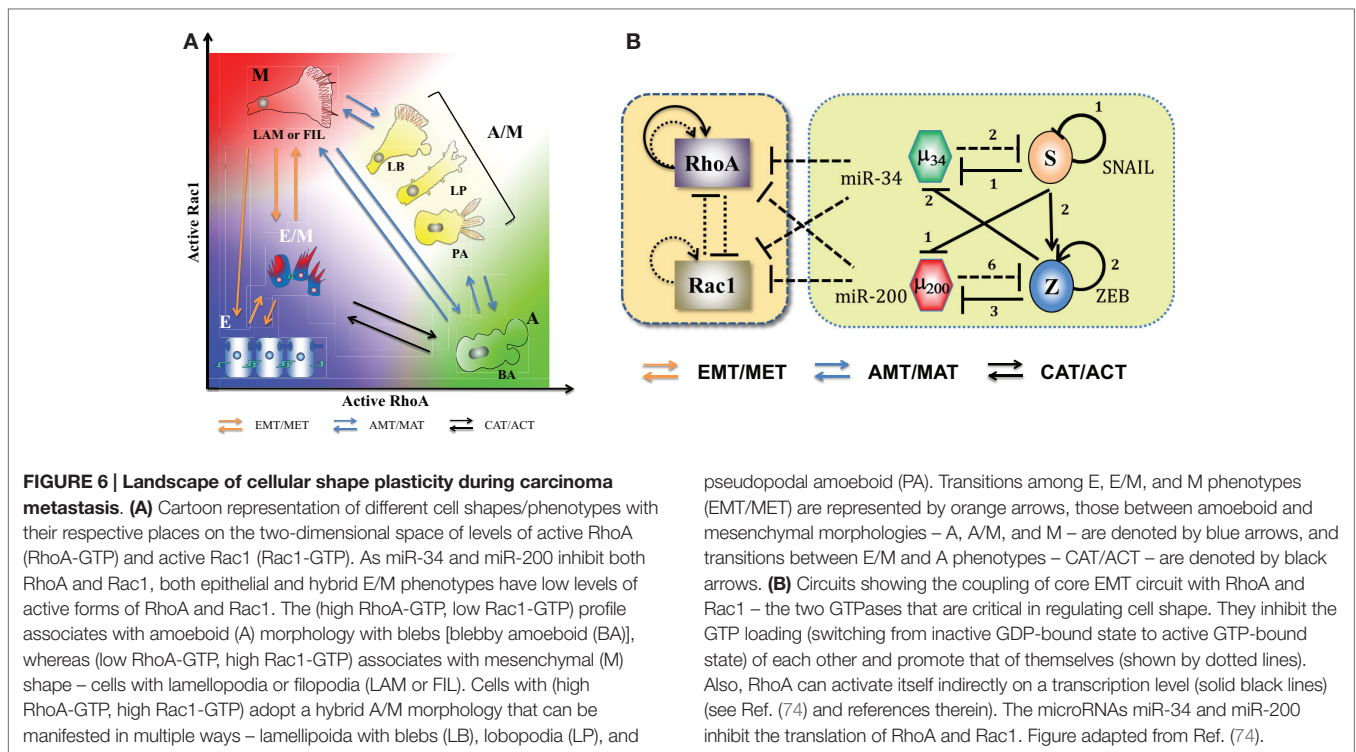 A
Active Rac1
M
LAM or FIL
A/M
LB
LP
PA
E/M
E
A
BA
Active RhoA
EMT/MET
AMT/MAT
CAT/ACT
B
RhoA
Rac1
miR-34
miR-200
μ34
μ200
2
1
S
1
SNAIL
2
2
1
6
3
Z
2
ZEB
EMT/MET
AMT/MAT
CAT/ACT
FIGURE 6 | Landscape of cellular shape plasticity during carcinoma
metastasis. (A) Cartoon representation of different cell shapes/phenotypes with
their respective places on the two-dimensional space of levels of active RhoA
(RhoA-GTP) and active Rac1 (Rac1-GTP). As miR-34 and miR-200 inhibit both
RhoA and Rac1, both epithelial and hybrid E/M phenotypes have low levels of
active forms of RhoA and Rac1. The (high RhoA-GTP, low Rac1-GTP) profile
associates with amoeboid (A) morphology with blebs [blebby amoeboid (BA)],
whereas (low RhoA-GTP, high Rac1-GTP) associates with mesenchymal (M)
shape – cells with lamellopodia or filopodia (LAM or FIL). Cells with (high
RhoA-GTP, high Rac1-GTP) adopt a hybrid A/M morphology that can be
manifested in multiple ways – lamellipoida with blebs (LB), lobopodia (LP), and
pseudopodal amoeboid (PA). Transitions among E, E/M, and M phenotypes
(EMT/MET) are represented by orange arrows, those between amoeboid and
mesenchymal morphologies – A, A/M, and M – are denoted by blue arrows, and
transitions between E/M and A phenotypes – CAT/ACT – are denoted by black
arrows. (B) Circuits showing the coupling of core EMT circuit with RhoA and
Rac1 – the two GTPases that are critical in regulating cell shape. They inhibit the
GTP loading (switching from inactive GDP-bound state to active GTP-bound
state) of each other and promote that of themselves (shown by dotted lines).
Also, RhoA can activate itself indirectly on a transcription level (solid black lines)
(see Ref. (74) and references therein). The microRNAs miR-34 and miR-200
inhibit the translation of RhoA and Rac1. Figure adapted from Ref. (74).